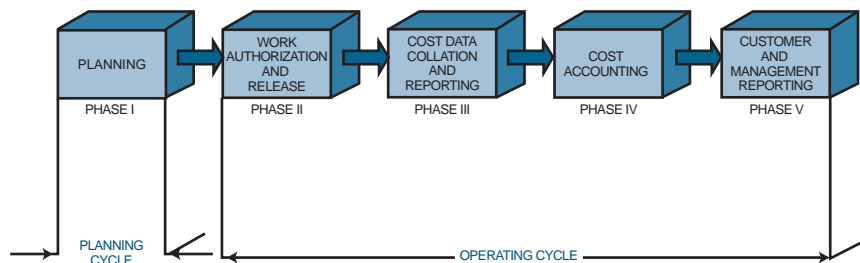 PLANNING
PHASE I
WORK
AUTHORIZATION
AND
RELEASE
PHASE II
COST DATA
COLLATION
AND
REPORTING
PHASE III
COST
ACCOUNTING
PHASE IV
CUSTOMER
AND
MANAGEMENT
REPORTING
PHASE V
PLANNING
CYCLE
OPERATING CYCLE